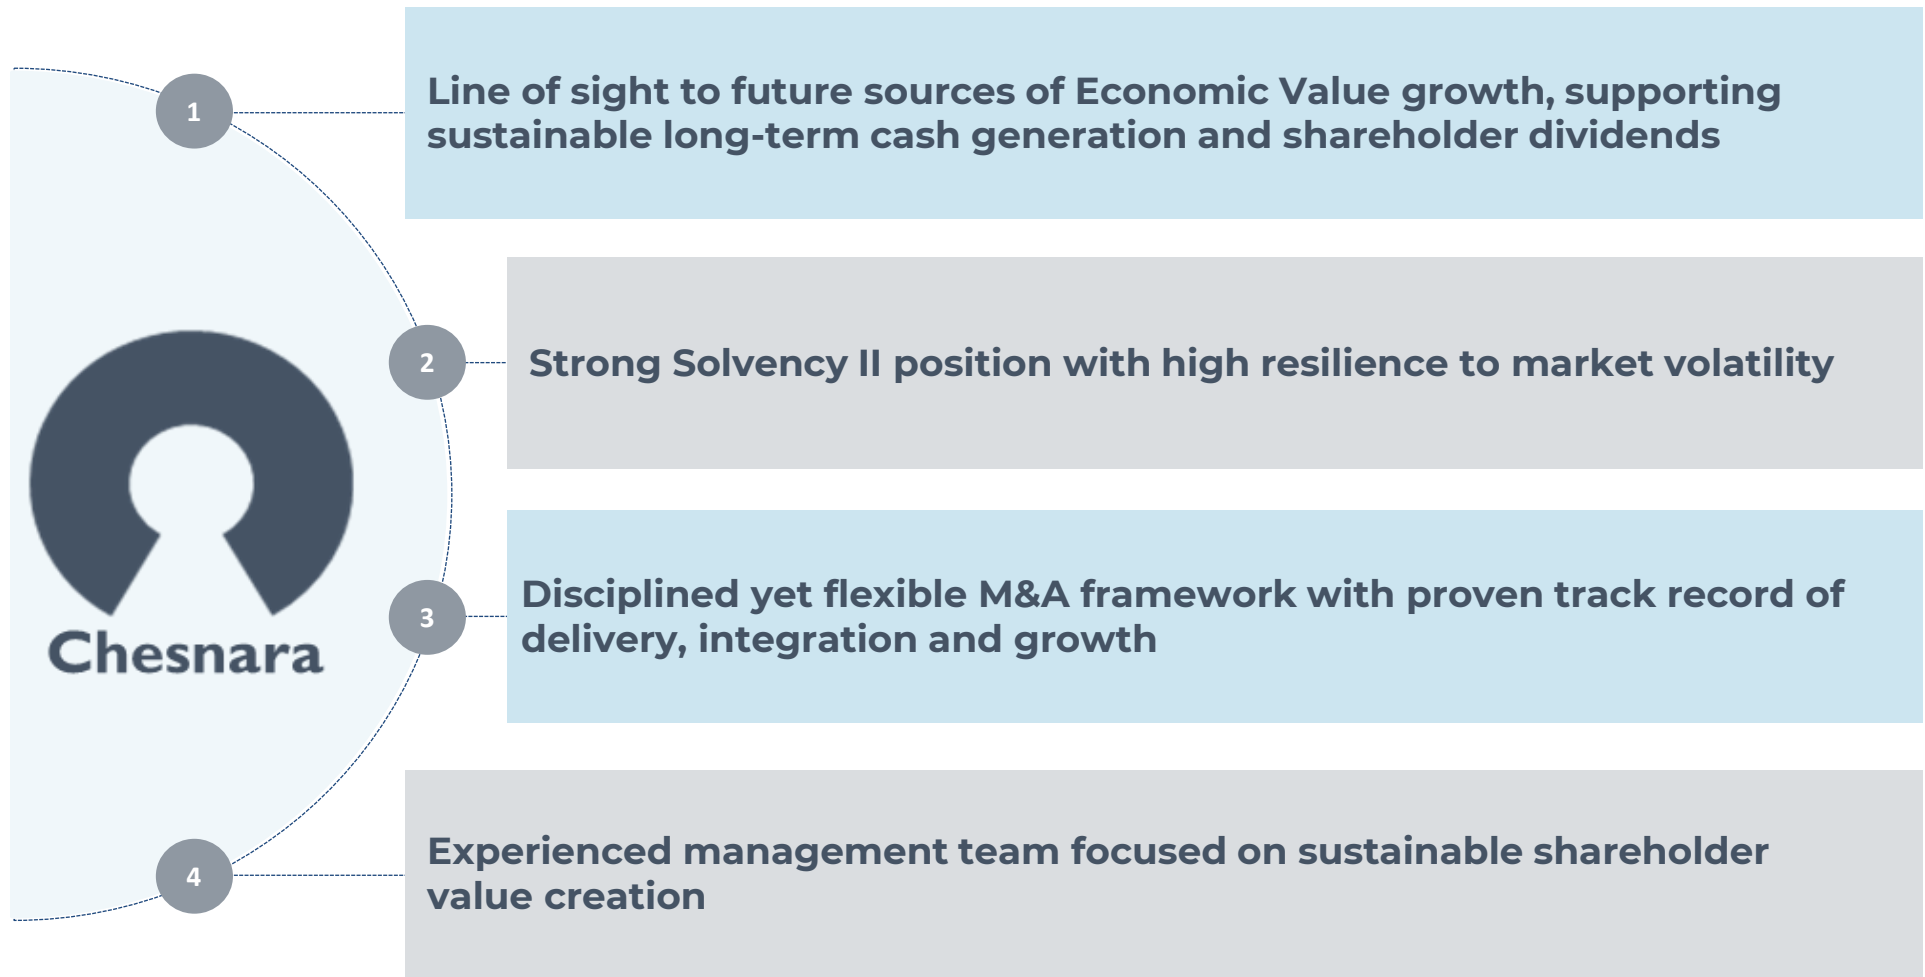 1
Line of sight to future sources of Economic Value growth, supporting
sustainable long-term cash generation and shareholder dividends
2
Strong Solvency II position with high resilience to market volatility
3
Disciplined yet flexible M&A framework with proven track record of
delivery, integration and growth
Chesnara
4
Experienced management team focused on sustainable shareholder
value creation